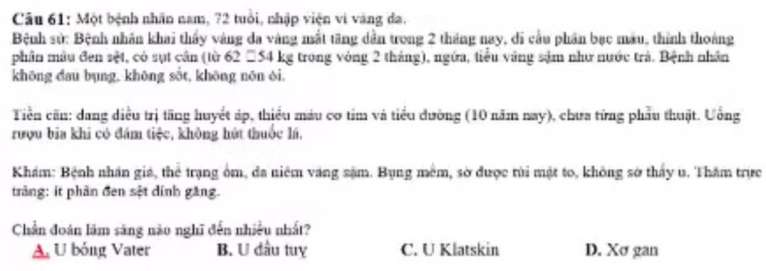 Câu 61: Một bệnh nhân nam, 72 tuổi, nhập viện vì vàng da.
Bệnh sử: Bệnh nhân khai thấy vàng da vàng mắt tăng dần trong 2 tháng nay, đi cầu phân bạc màu, thỉnh thoảng
phân màu đen sệt, có sụt cân (từ 62 □54 kg trong vòng 2 tháng), ngứa, tiểu vàng sậm như nước trà. Bệnh nhân
không đau bụng, không sốt, không nôn ói.
Tiền căn: đang điều trị tăng huyết áp, thiếu máu cơ tim và tiểu đường (10 năm nay), chưa từng phẫu thuật. Uống
rượu bia khi có đám tiệc, không hút thuốc lá.
Khám: Bệnh nhân già, thể trạng ốm, da niêm vàng sậm. Bụng mềm, sờ được túi mật to, không sờ thấy u. Thăm trực
tràng: ít phân đen sệt dính găng.
Chẩn đoán lâm sàng nào nghĩ đến nhiều nhất?
A. U bóng Vater B. U đầu tuỵ C. U Klatskin D. Xơ gan